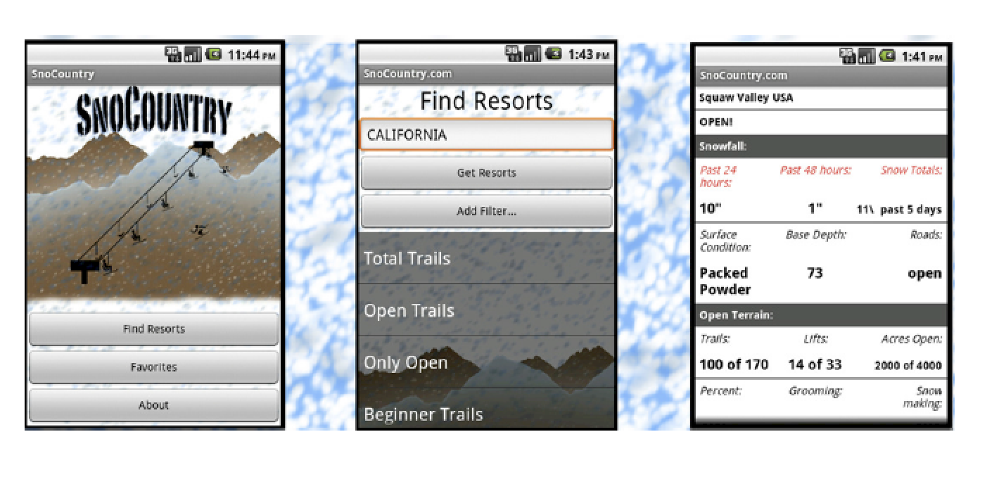 11:44 PM
SnoCountry
SNOCOUNTRY
Find Resorts
Favorites
About
1:43 PM
SnoCountry.com
Find Resorts
CALIFORNIA
Get Resorts
Add Filter...
Total Trails
Open Trails
Only Open
Beginner Trails
1:41 PM
SnoCountry.com
Squaw Valley USA
OPEN!
Snowfall:
Past 24 Past 48 hours: Snow Totals:
hours:
10" 1" 11\ past 5 days
Surface Base Depth: Roads:
Condition:
Packed 73 open
Powder
Open Terrain:
Trails: Lifts: Acres Open:
100 of 170 14 of 33 2000 of 4000
Percent: Grooming: Snow
making: